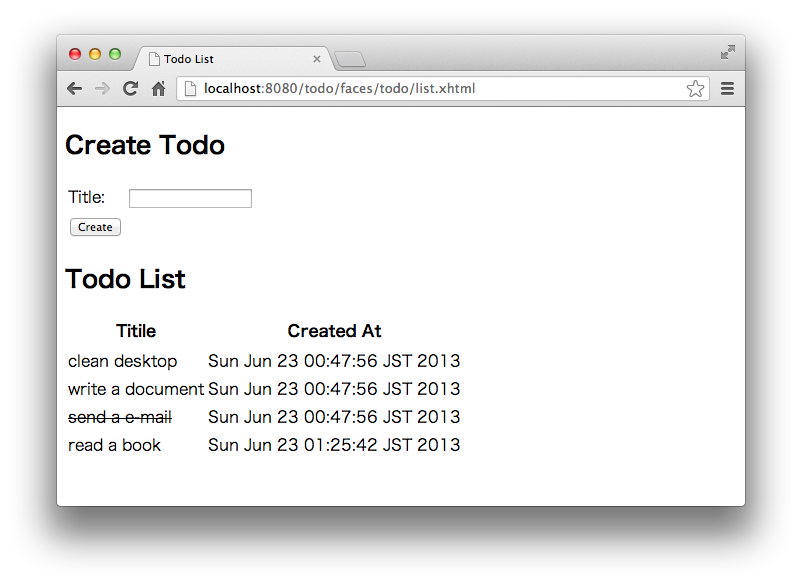 Todo List
localhost:8080/todo/faces/todo/list.xhtml
Create Todo
Title:
Create
Todo List
Titile Created At
clean desktop Sun Jun 23 00:47:56 JST 2013
write a document Sun Jun 23 00:47:56 JST 2013
send a e-mail Sun Jun 23 00:47:56 JST 2013
read a book Sun Jun 23 01:25:42 JST 2013